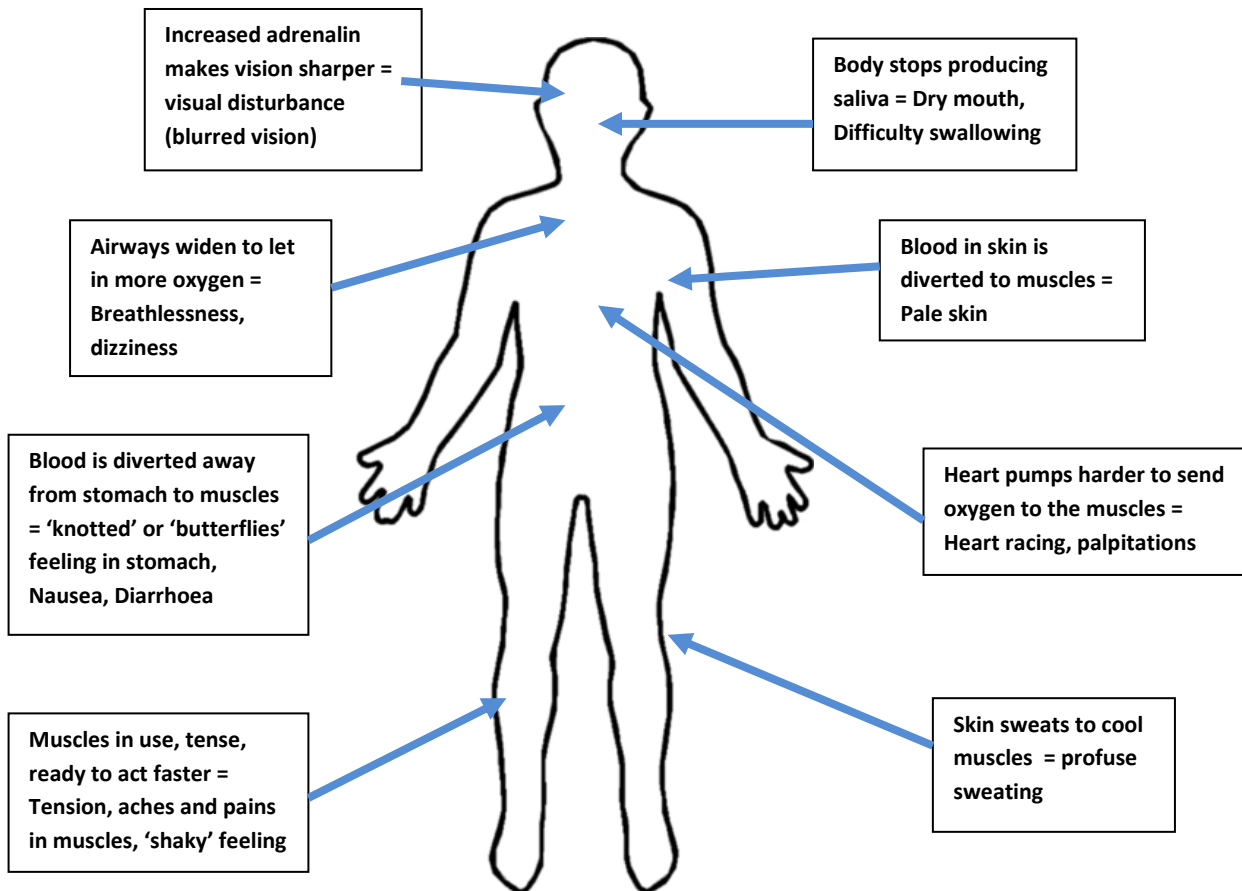 Increased adrenalin
makes vision sharper =
visual disturbance
(blurred vision)
Body stops producing
saliva = Dry mouth,
Difficulty swallowing
Airways widen to let
in more oxygen =
Breathlessness,
dizziness
Blood in skin is
diverted to muscles =
Pale skin
Blood is diverted away
from stomach to muscles
= ‘knotted’ or ‘butterflies’
feeling in stomach,
Nausea, Diarrhoea
Heart pumps harder to send
oxygen to the muscles =
Heart racing, palpitations
Muscles in use, tense,
ready to act faster =
Tension, aches and pains
in muscles, ‘shaky’ feeling
Skin sweats to cool
muscles  = profuse
sweating